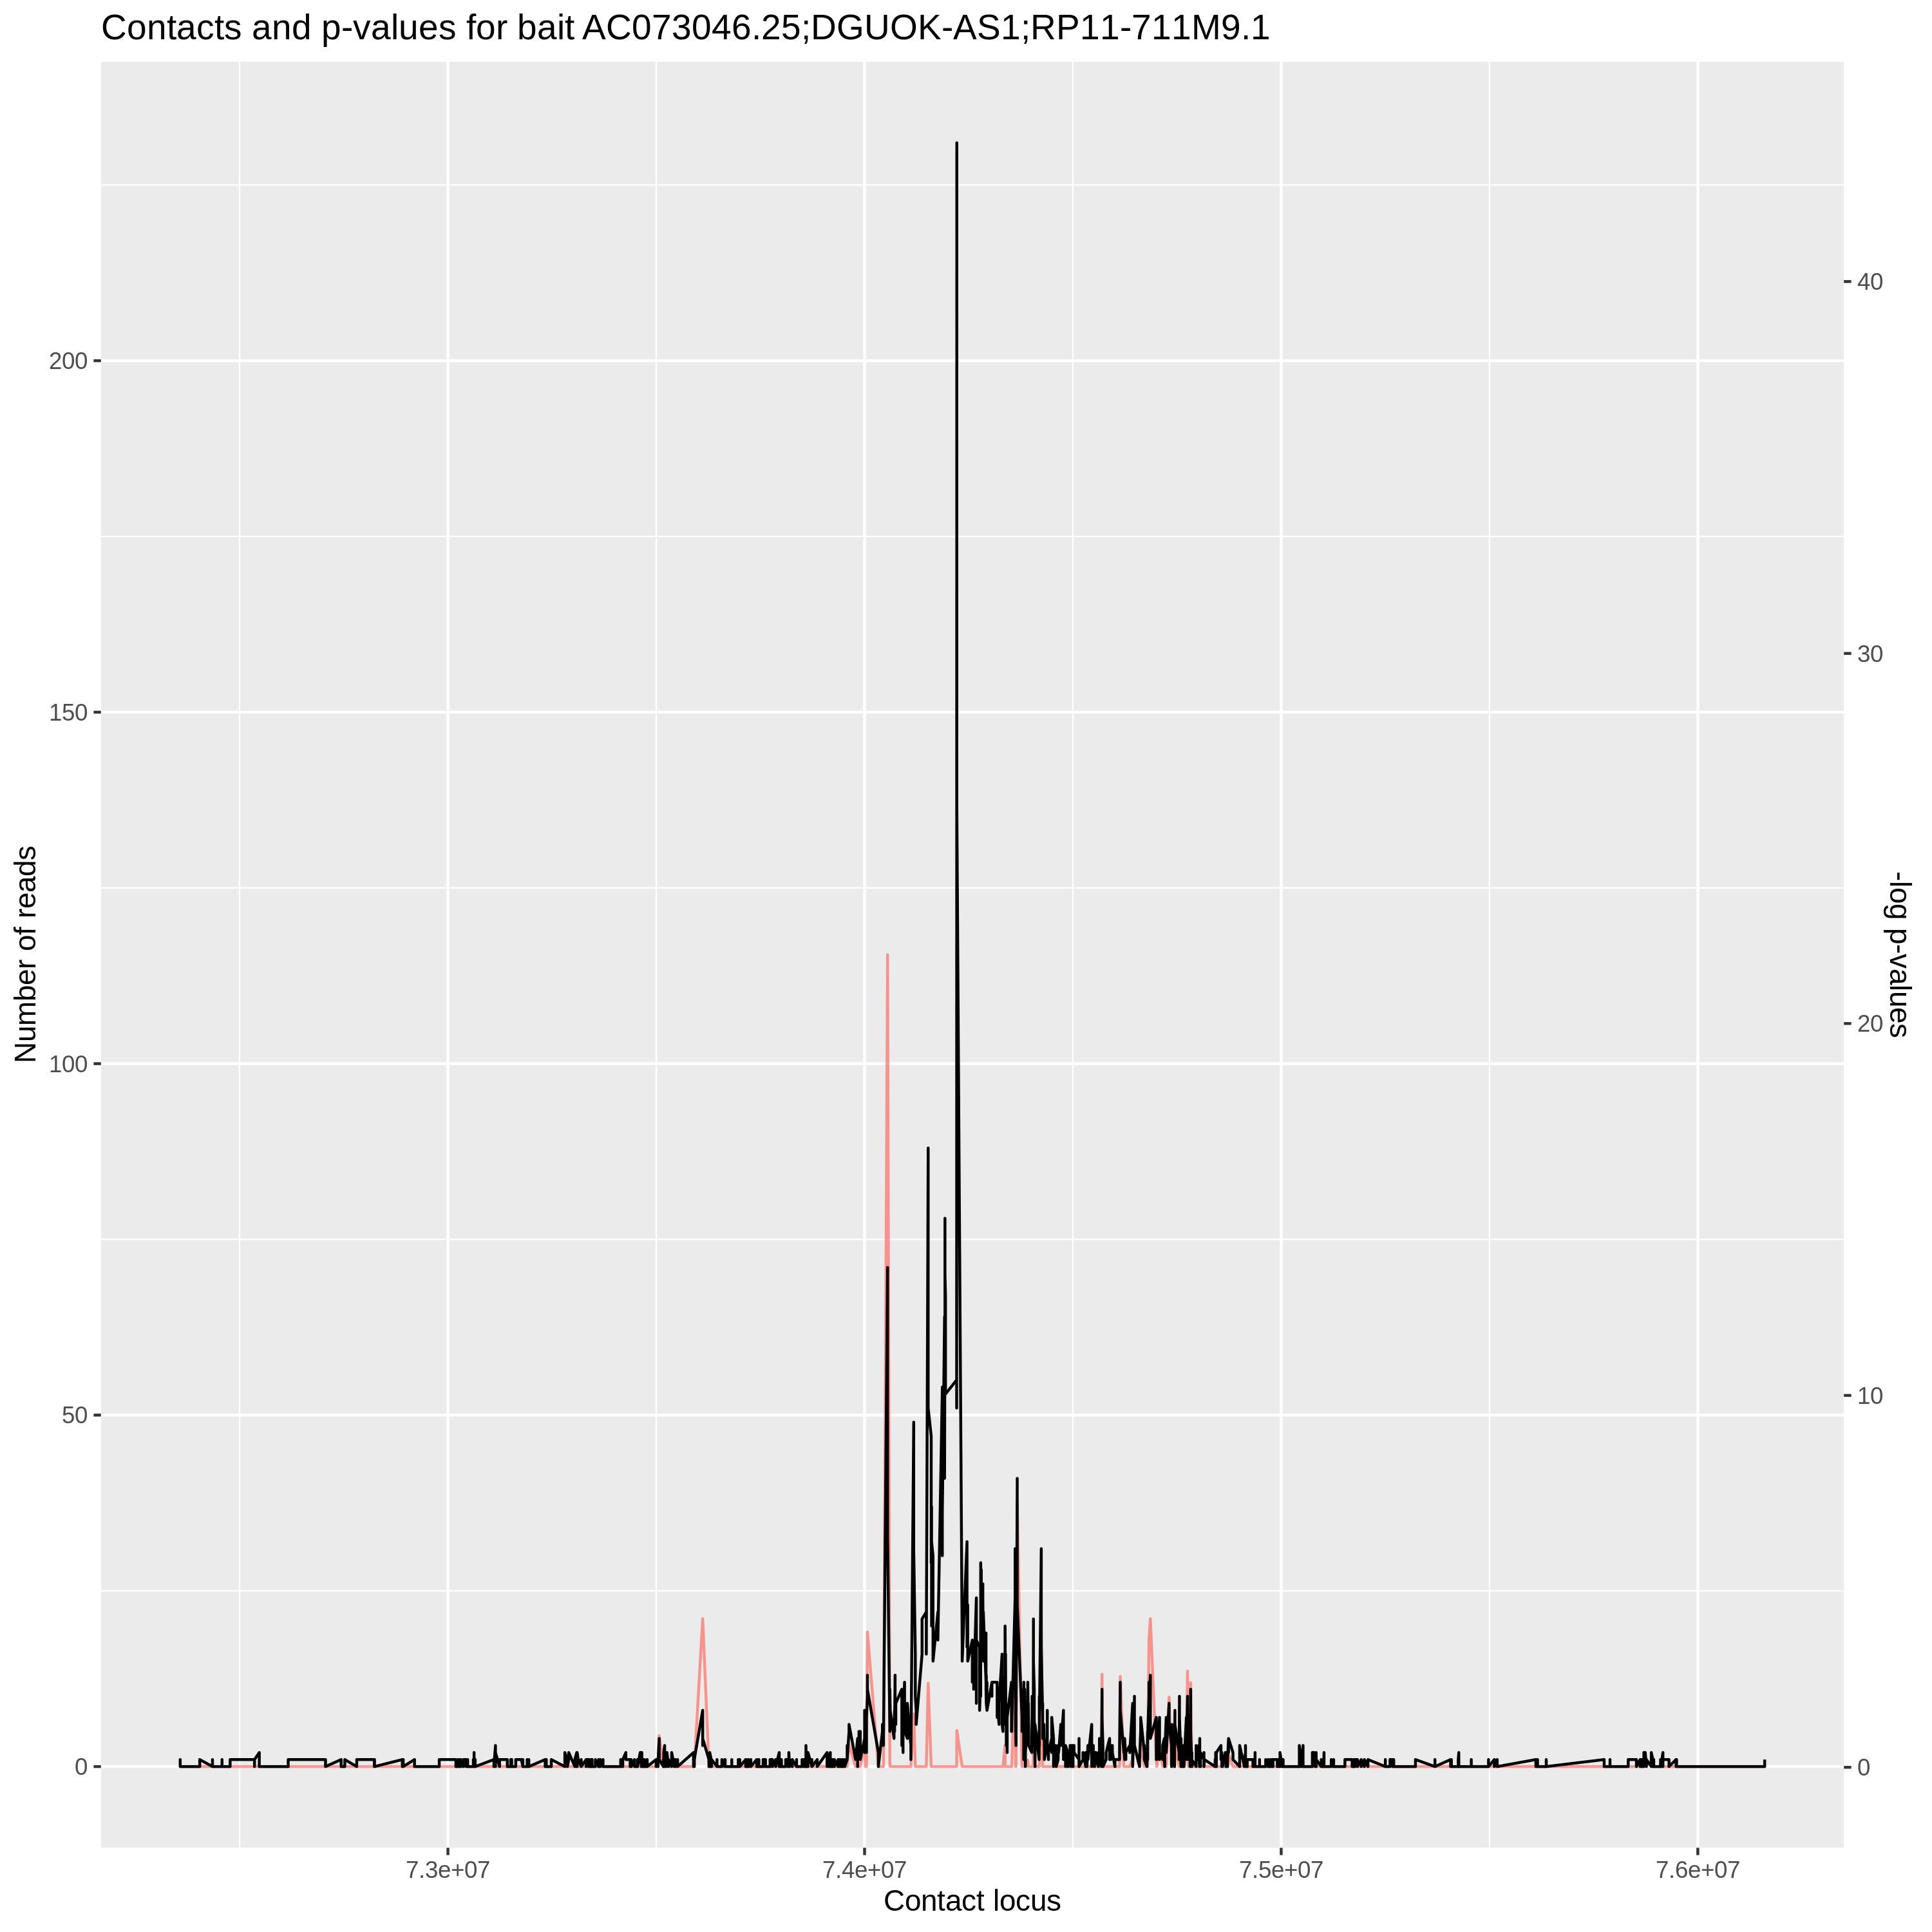 Contacts and p-values for bait AC073046.25;DGUOK-AS1;RP11-711M9.1
200
150
100
50
0
Number of reads
40
30
20
10
0
-log p-values
7.3e+07
7.4e+07
7.5e+07
7.6e+07
Contact locus